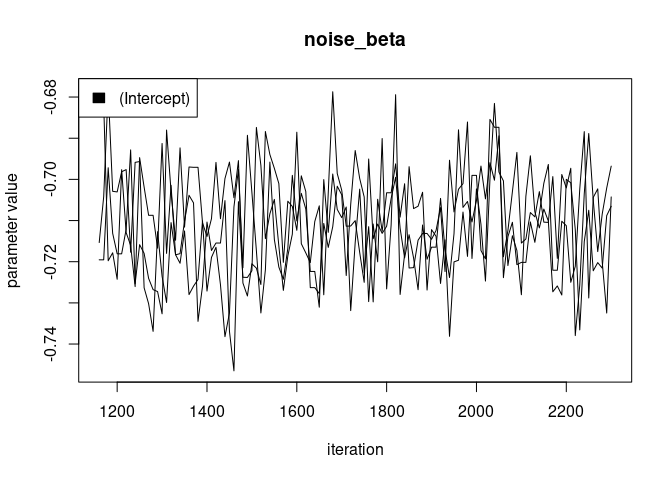 noise_beta
(Intercept)
-0.68
-0.70
-0.72
-0.74
parameter value
1200 1400 1600 1800 2000 2200
iteration